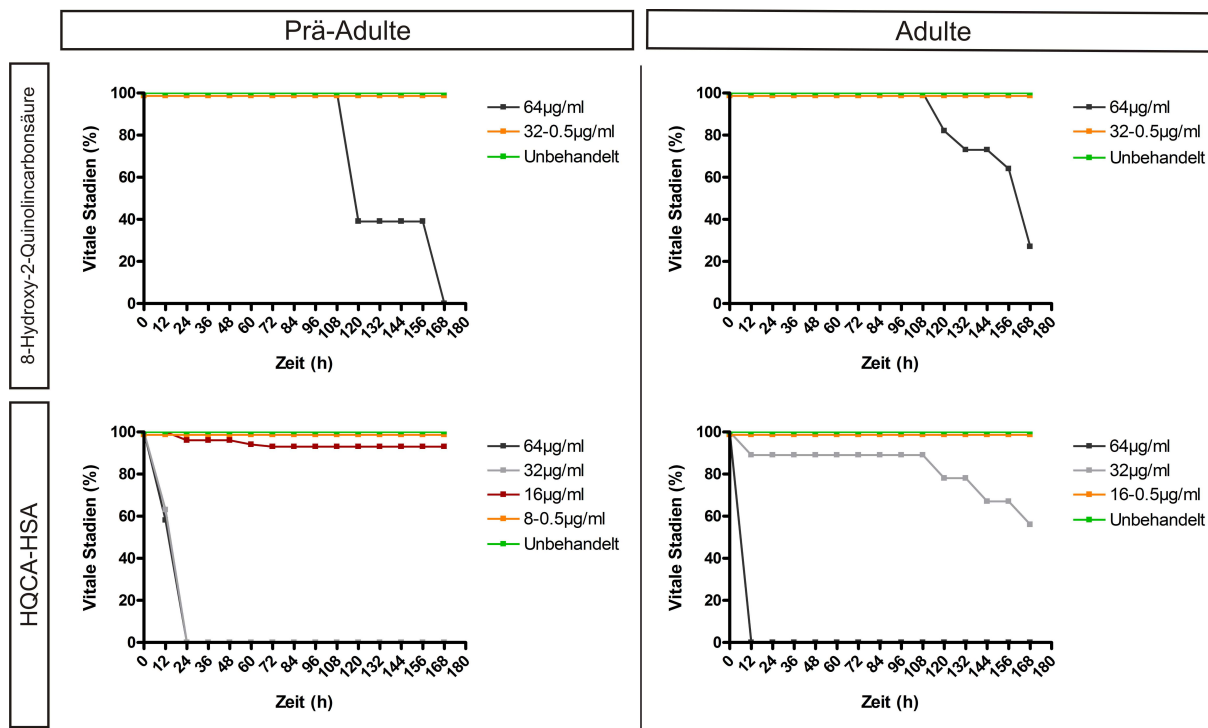 Prä-Adulte
Adulte
8-Hydroxy-2-Quinolincarbonsäure
Vitale Stadien (%)
100
80
60
40
20
0
0 12 24 36 48 60 72 84 96 108 120 132 144 156 168 180
Zeit (h)
64µg/ml
32-0.5µg/ml
Unbehandelt
Vitale Stadien (%)
100
80
60
40
20
0
0 12 24 36 48 60 72 84 96 108 120 132 144 156 168 180
Zeit (h)
64µg/ml
32-0.5µg/ml
Unbehandelt
HQCA-HSA
Vitale Stadien (%)
100
80
60
40
20
0
0 12 24 36 48 60 72 84 96 108 120 132 144 156 168 180
Zeit (h)
64µg/ml
32µg/ml
16µg/ml
8-0.5µg/ml
Unbehandelt
Vitale Stadien (%)
100
80
60
40
20
0
0 12 24 36 48 60 72 84 96 108 120 132 144 156 168 180
Zeit (h)
64µg/ml
32µg/ml
16-0.5µg/ml
Unbehandelt